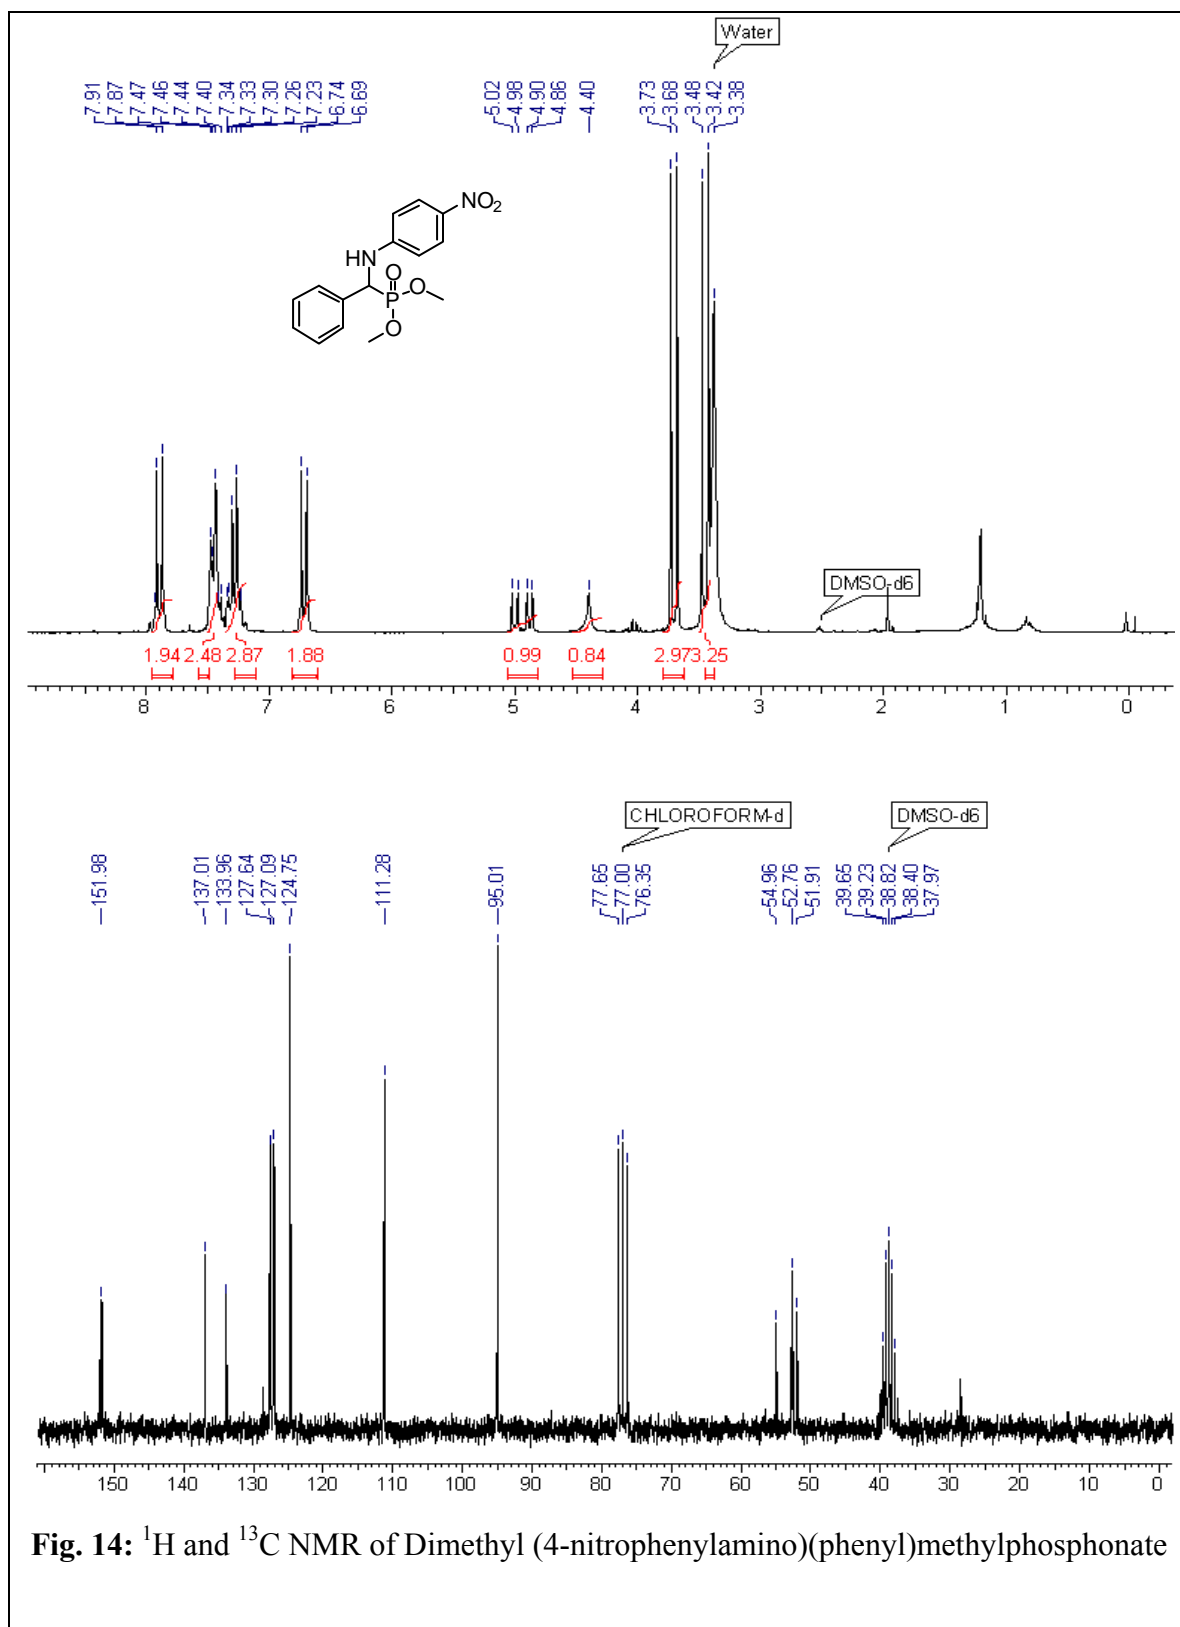 Water
7.91 7.87 7.47 7.46 7.44 7.40 7.34 7.33 7.30 7.26 7.23 6.74 6.69 5.02 4.98 4.90 4.86 4.40 3.73 3.68 3.48 3.42 3.38
NO2
HN
O
P
O
O
DMSO-d6
1.94 2.48 2.87 1.88 0.99 0.84 2.97 3.25
8 7 6 5 4 3 2 1 0
CHLOROFORM-d DMSO-d6
151.98 137.01 133.96 127.64 127.09 124.75 111.28 95.01 77.65 77.00 76.35 54.96 52.76 51.91 39.65 39.23 38.82 38.40 37.97
150 140 130 120 110 100 90 80 70 60 50 40 30 20 10 0
Fig. 14: 1H and 13C NMR of Dimethyl (4-nitrophenylamino)(phenyl)methylphosphonate